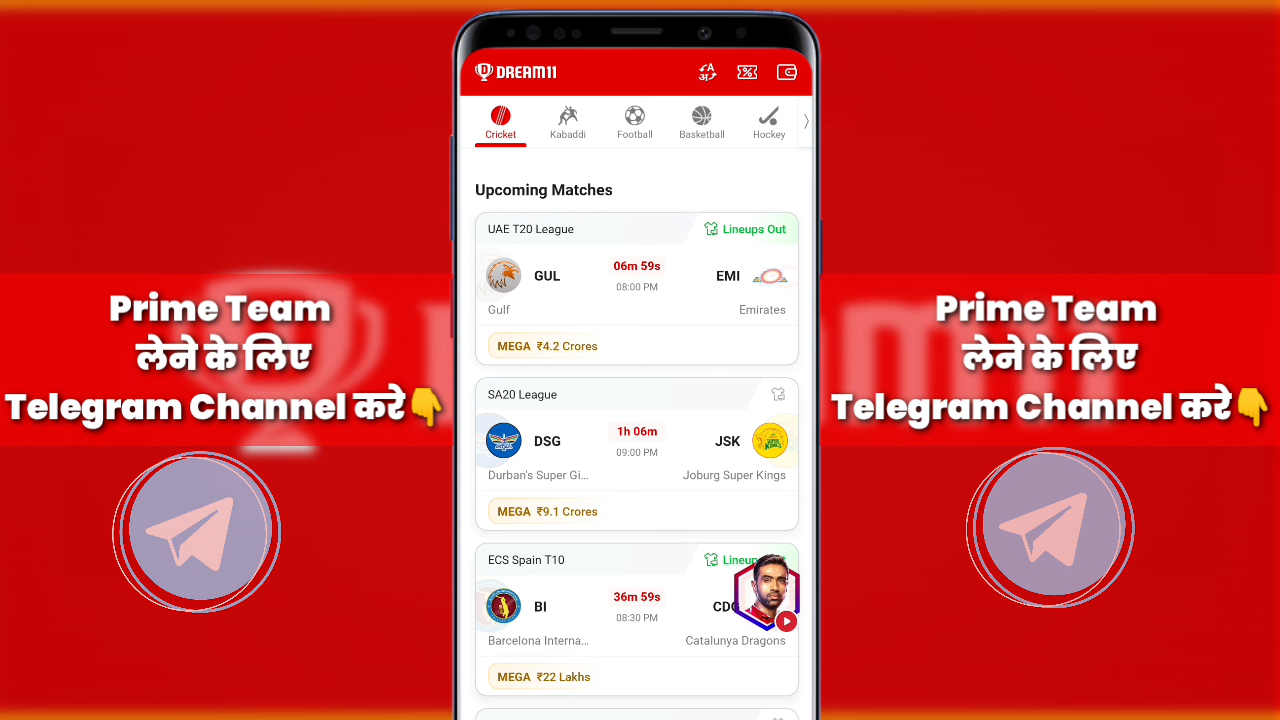 DREAM11
Cricket
Kabaddi
Football
Basketball
Hockey
Upcoming Matches
UAE T20 League
Lineups Out
GUL
06m 59s
EMI
08:00 PM
Gulf
Emirates
MEGA ₹4.2 Crores
SA20 League
DSG
1h 06m
JSK
09:00 PM
Durban's Super Gi...
Joburg Super Kings
MEGA ₹9.1 Crores
ECS Spain T10
BI
36m 59s
08:30 PM
Barcelona Interna...
Catalunya Dragons
MEGA ₹22 Lakhs
Prime Team
लेने के लिए
Telegram Channel करे👇
Prime Team
लेने के लिए
Telegram Channel करे👇